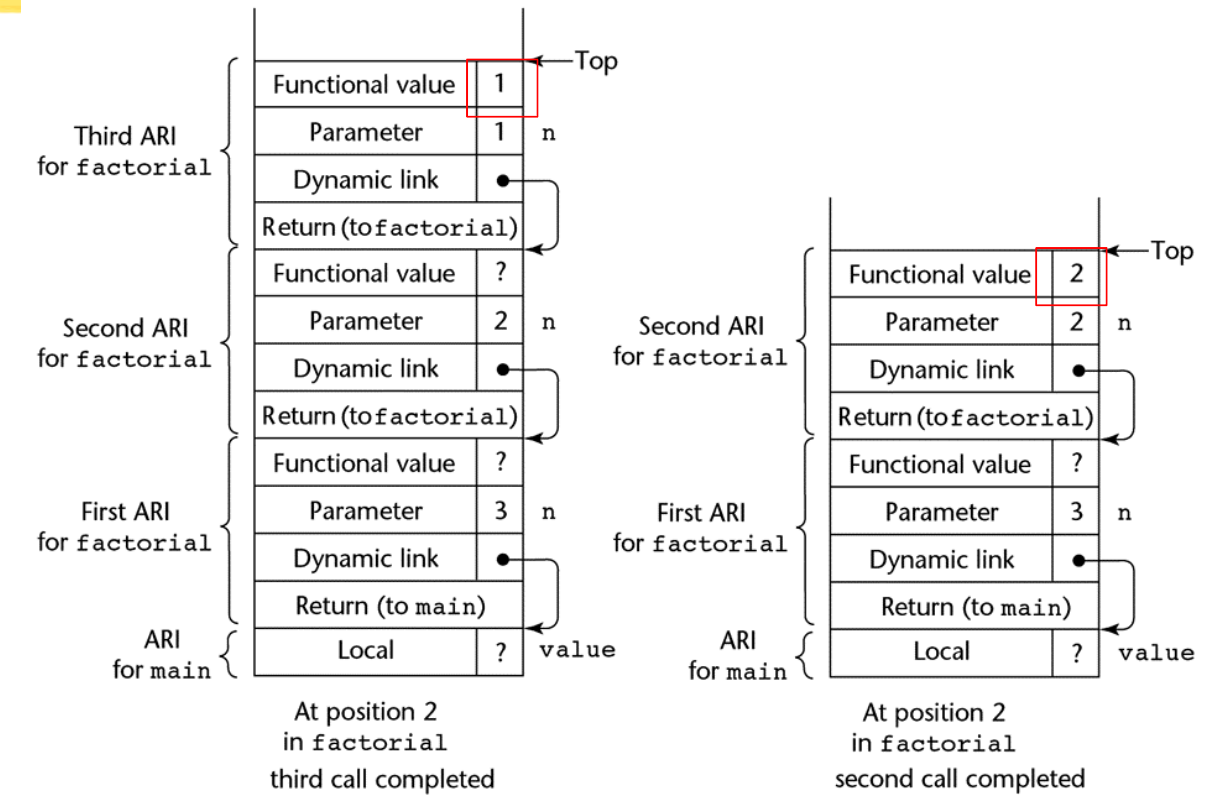 Top
Functional value 1
Third ARI
for factorial
Parameter 1 n
Dynamic link
Return (to factorial)
Functional value ?
Second ARI
for factorial
Parameter 2 n
Dynamic link
Return (to factorial)
Functional value ?
First ARI
for factorial
Parameter 3 n
Dynamic link
Return (to main)
ARI
for main
Local ? value
At position 2
in factorial
third call completed
Top
Functional value 2
Second ARI
for factorial
Parameter 2 n
Dynamic link
Return (to factorial)
Functional value ?
First ARI
for factorial
Parameter 3 n
Dynamic link
Return (to main)
ARI
for main
Local ? value
At position 2
in factorial
second call completed